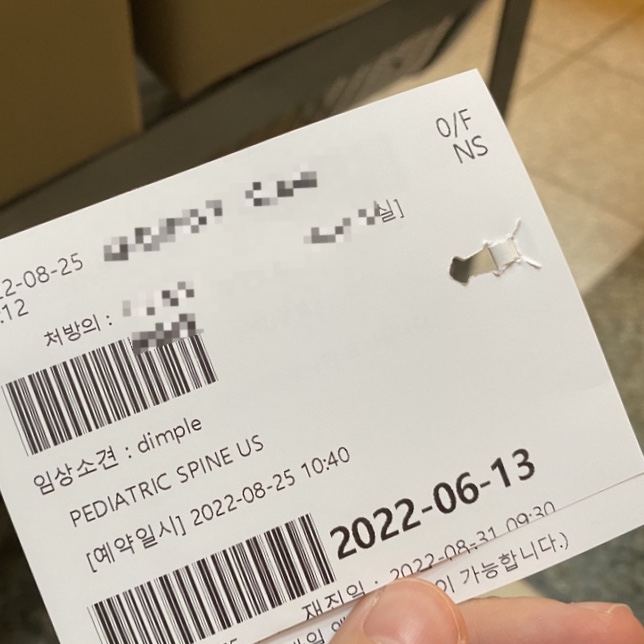 0/F
NS
실]
2-08-25
:12
처방의 :
임상소견 : dimple
PEDIATRIC SPINE US
[예약일시] 2022-08-25 10:40
2022-06-13
재진일 : 2022-08-31 09:30
이 가능합니다.)